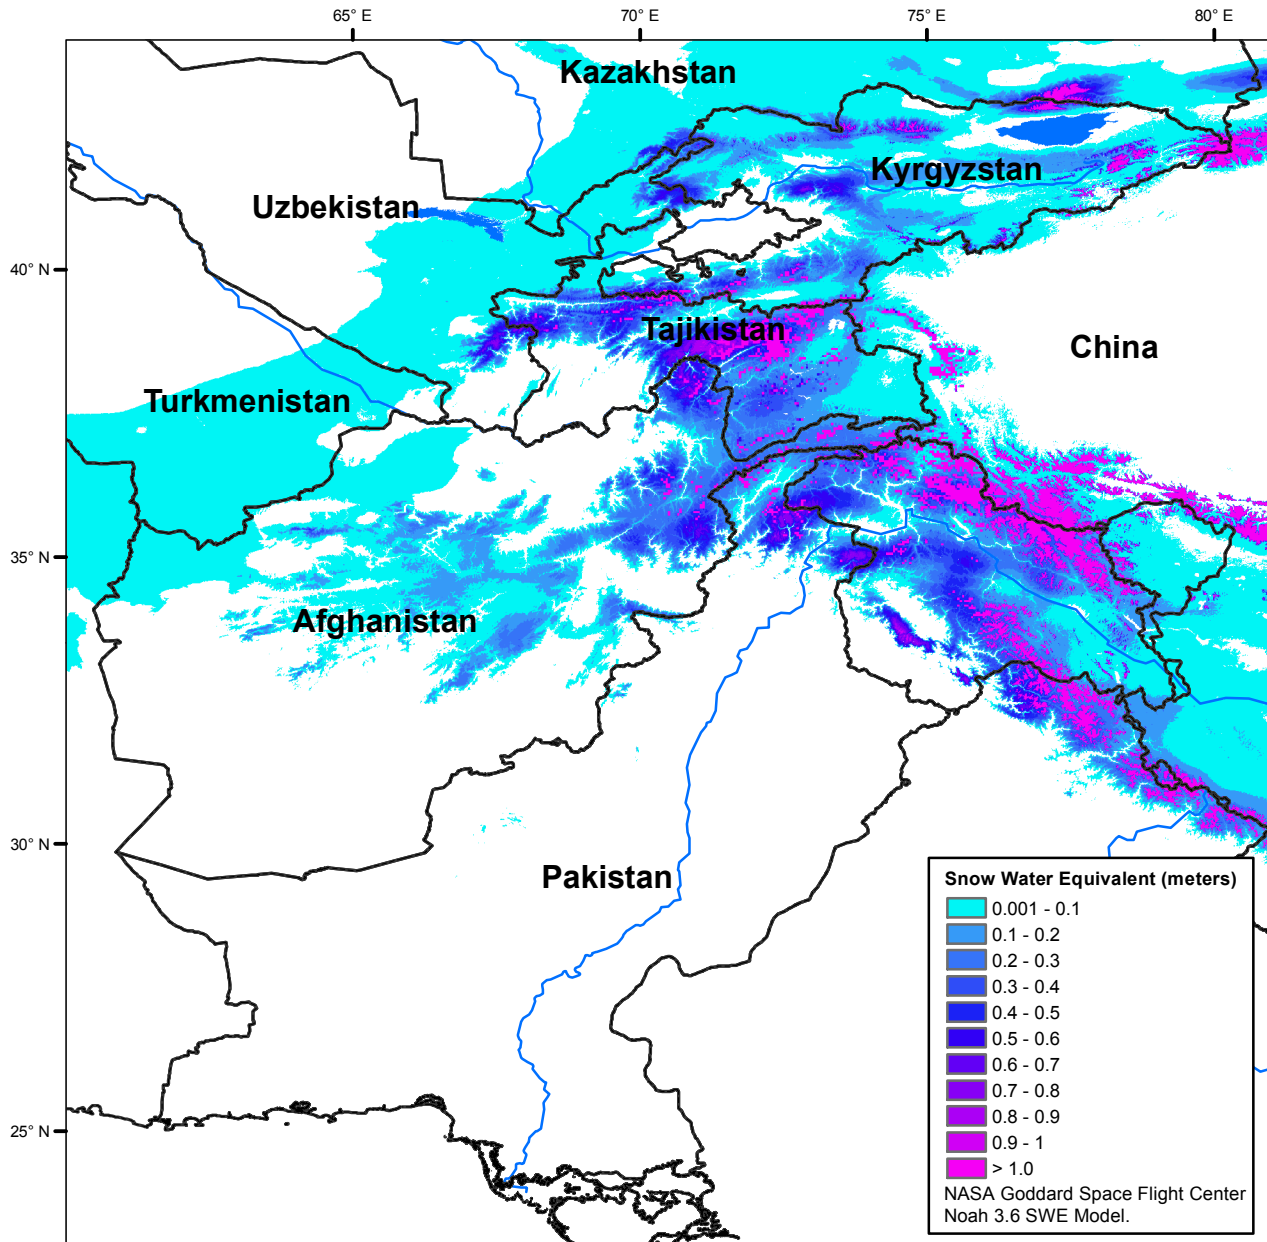 65° E
70° E
75° E
80° E
Kazakhstan
Kyrgyzstan
Uzbekistan
40° N
Tajikistan
China
Turkmenistan
35° N
Afghanistan
30° N
Pakistan
25° N
Snow Water Equivalent (meters)
0.001 - 0.1
0.1 - 0.2
0.2 - 0.3
0.3 - 0.4
0.4 - 0.5
0.5 - 0.6
0.6 - 0.7
0.7 - 0.8
0.8 - 0.9
0.9 - 1
> 1.0
NASA Goddard Space Flight Center
Noah 3.6 SWE Model.